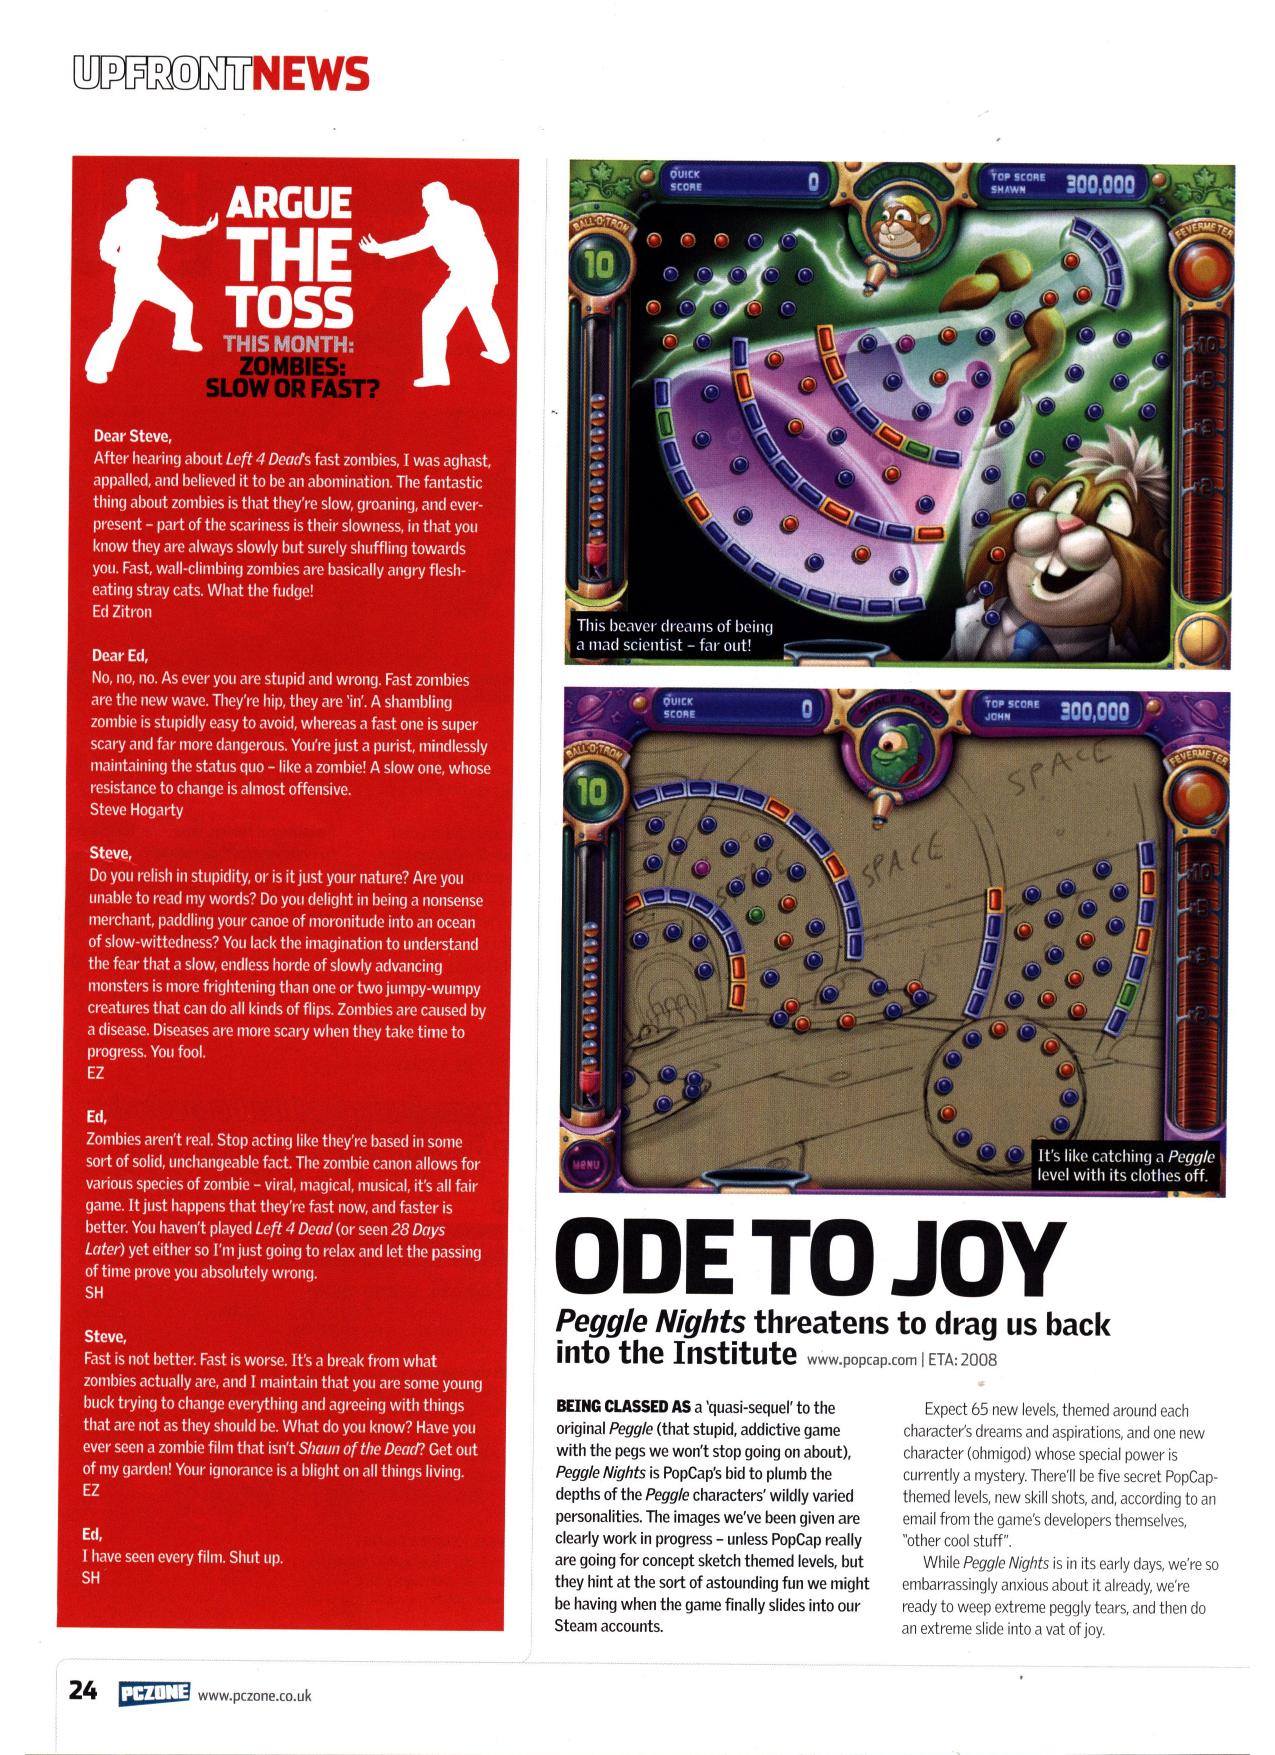 UPFRONTNEWS
ARGUE
THE
TOSS
THIS MONTH:
ZOMBIES:
SLOW OR FAST?
Dear Steve,
After hearing about Left 4 Dead's fast zombies, I was aghast,
appalled, and believed it to be an abomination. The fantastic
thing about zombies is that they're slow, groaning, and ever-
present – part of the scariness is their slowness, in that you
know they are always slowly but surely shuffling towards
you. Fast, wall-climbing zombies are basically angry flesh-
eating stray cats. What the fudge!
Ed Zitron
Dear Ed,
No, no, no. As ever you are stupid and wrong. Fast zombies
are the new wave. They're hip, they are 'in'. A shambling
zombie is stupidly easy to avoid, whereas a fast one is super
scary and far more dangerous. You're just a purist, mindlessly
maintaining the status quo – like a zombie! A slow one, whose
resistance to change is almost offensive.
Steve Hogarty
Steve,
Do you relish in stupidity, or is it just your nature? Are you
unable to read my words? Do you delight in being a nonsense
merchant, paddling your canoe of moronitude into an ocean
of slow-wittedness? You lack the imagination to understand
the fear that a slow, endless horde of slowly advancing
monsters is more frightening than one or two jumpy-wumpy
creatures that can do all kinds of flips. Zombies are caused by
a disease. Diseases are more scary when they take time to
progress. You fool.
EZ
Ed,
Zombies aren't real. Stop acting like they're based in some
sort of solid, unchangeable fact. The zombie canon allows for
various species of zombie – viral, magical, musical, it's all fair
game. It just happens that they're fast now, and faster is
better. You haven't played Left 4 Dead (or seen 28 Days
Later) yet either so I'm just going to relax and let the passing
of time prove you absolutely wrong.
SH
Steve,
Fast is not better. Fast is worse. It's a break from what
zombies actually are, and I maintain that you are some young
buck trying to change everything and agreeing with things
that are not as they should be. What do you know? Have you
ever seen a zombie film that isn't Shaun of the Dead? Get out
of my garden! Your ignorance is a blight on all things living.
EZ
Ed,
I have seen every film. Shut up.
SH
QUICK SCORE 0
TOP SCORE SHAWN 300,000
BALL-O-TRON
FEVERMETER
10
This beaver dreams of being
a mad scientist – far out!
QUICK SCORE 0
SPACE BLAST
TOP SCORE JOHN 300,000
BALL-O-TRON
FEVERMETER
10
SPACE
SPACE
SPACE
MENU
It's like catching a Peggle
level with its clothes off.
ODE TO JOY
Peggle Nights threatens to drag us back
into the Institute www.popcap.com | ETA: 2008
BEING CLASSED AS a 'quasi-sequel' to the
original Peggle (that stupid, addictive game
with the pegs we won't stop going on about),
Peggle Nights is PopCap's bid to plumb the
depths of the Peggle characters' wildly varied
personalities. The images we've been given are
clearly work in progress – unless PopCap really
are going for concept sketch themed levels, but
they hint at the sort of astounding fun we might
be having when the game finally slides into our
Steam accounts.
Expect 65 new levels, themed around each
character's dreams and aspirations, and one new
character (ohmigod) whose special power is
currently a mystery. There'll be five secret PopCap-
themed levels, new skill shots, and, according to an
email from the game's developers themselves,
"other cool stuff".
While Peggle Nights is in its early days, we're so
embarrassingly anxious about it already, we're
ready to weep extreme peggly tears, and then do
an extreme slide into a vat of joy.
24 PCZONE www.pczone.co.uk